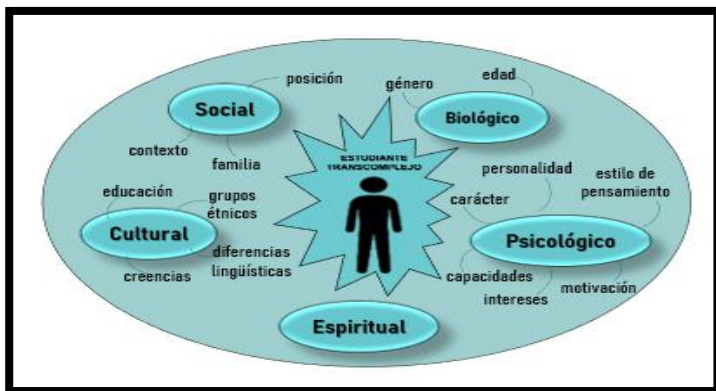 posición
Social
contexto
familia
género
edad
Biológico
ESTUDIANTE
TRANSCOMPLEJO
educación
grupos
étnicos
Cultural
diferencias
lingüísticas
creencias
personalidad
estilo de
pensamiento
carácter
Psicológico
capacidades
intereses
motivación
Espiritual